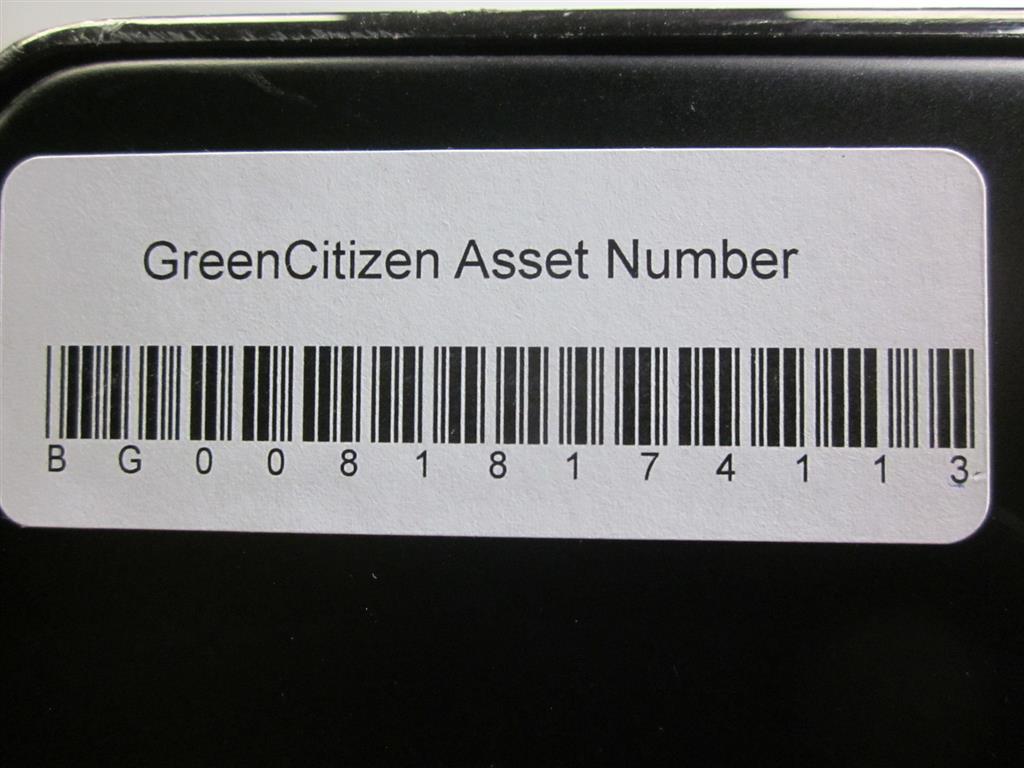 GreenCitizen Asset Number
B G 0 0 8 1 8 1 7 4 1 1 3